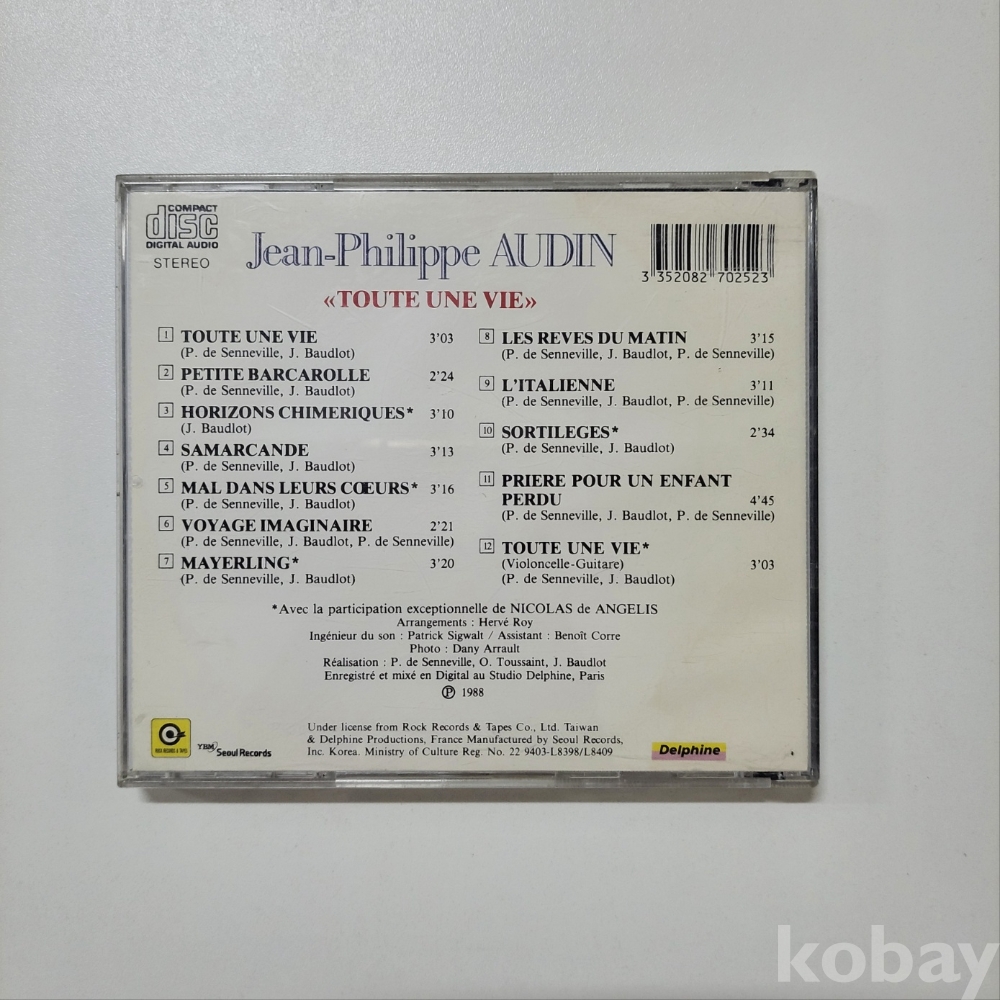 COMPACT
disc
DIGITAL AUDIO
STEREO
Jean-Philippe AUDIN
«TOUTE UNE VIE»
3 352082 702523
1 TOUTE UNE VIE 3'03
(P. de Senneville, J. Baudlot)
2 PETITE BARCAROLLE 2'24
(P. de Senneville, J. Baudlot)
3 HORIZONS CHIMERIQUES* 3'10
(J. Baudlot)
4 SAMARCANDE 3'13
(P. de Senneville, J. Baudlot)
5 MAL DANS LEURS CŒURS* 3'16
(P. de Senneville, J. Baudlot)
6 VOYAGE IMAGINAIRE 2'21
(P. de Senneville, J. Baudlot, P. de Senneville)
7 MAYERLING* 3'20
(P. de Senneville, J. Baudlot)
8 LES REVES DU MATIN 3'15
(P. de Senneville, J. Baudlot, P. de Senneville)
9 L'ITALIENNE 3'11
(P. de Senneville, J. Baudlot, P. de Senneville)
10 SORTILEGES* 2'34
(P. de Senneville, J. Baudlot)
11 PRIERE POUR UN ENFANT
PERDU 4'45
(P. de Senneville, J. Baudlot, P. de Senneville)
12 TOUTE UNE VIE*
(Violoncelle-Guitare) 3'03
(P. de Senneville, J. Baudlot)
*Avec la participation exceptionnelle de NICOLAS de ANGELIS
Arrangements : Hervé Roy
Ingénieur du son : Patrick Sigwalt / Assistant : Benoît Corre
Photo : Dany Arrault
Réalisation : P. de Senneville, O. Toussaint, J. Baudlot
Enregistré et mixé en Digital au Studio Delphine, Paris
Ⓟ 1988
ROCK RECORDS & TAPES
YBM Seoul Records
Under license from Rock Records & Tapes Co., Ltd. Taiwan
& Delphine Productions, France Manufactured by Seoul Records,
Inc. Korea. Ministry of Culture Reg. No. 22 9403-L8398/L8409
Delphine
kobay